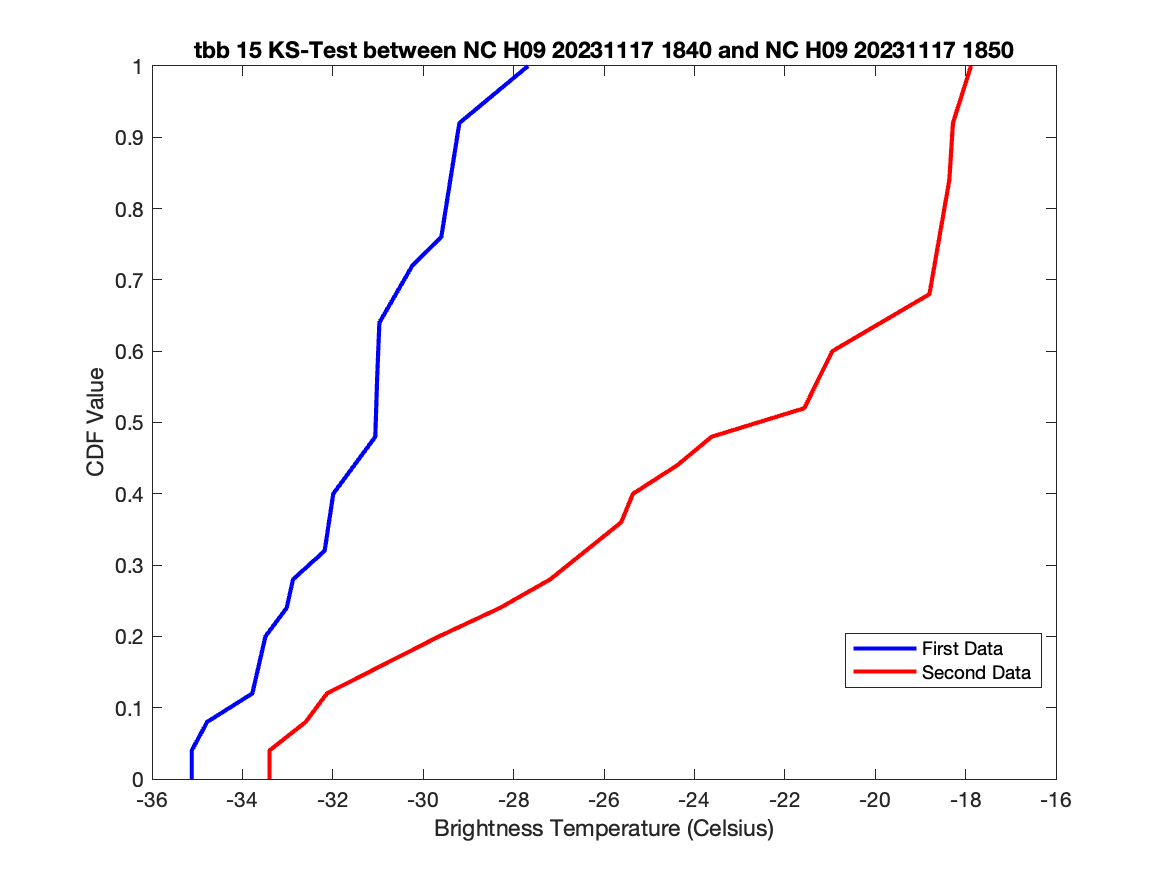 tbb 15 KS-Test between NC H09 20231117 1840 and NC H09 20231117 1850
1
0.9
0.8
0.7
0.6
0.5
0.4
0.3
0.2
0.1
0
CDF Value
First Data
Second Data
-36 -34 -32 -30 -28 -26 -24 -22 -20 -18 -16
Brightness Temperature (Celsius)